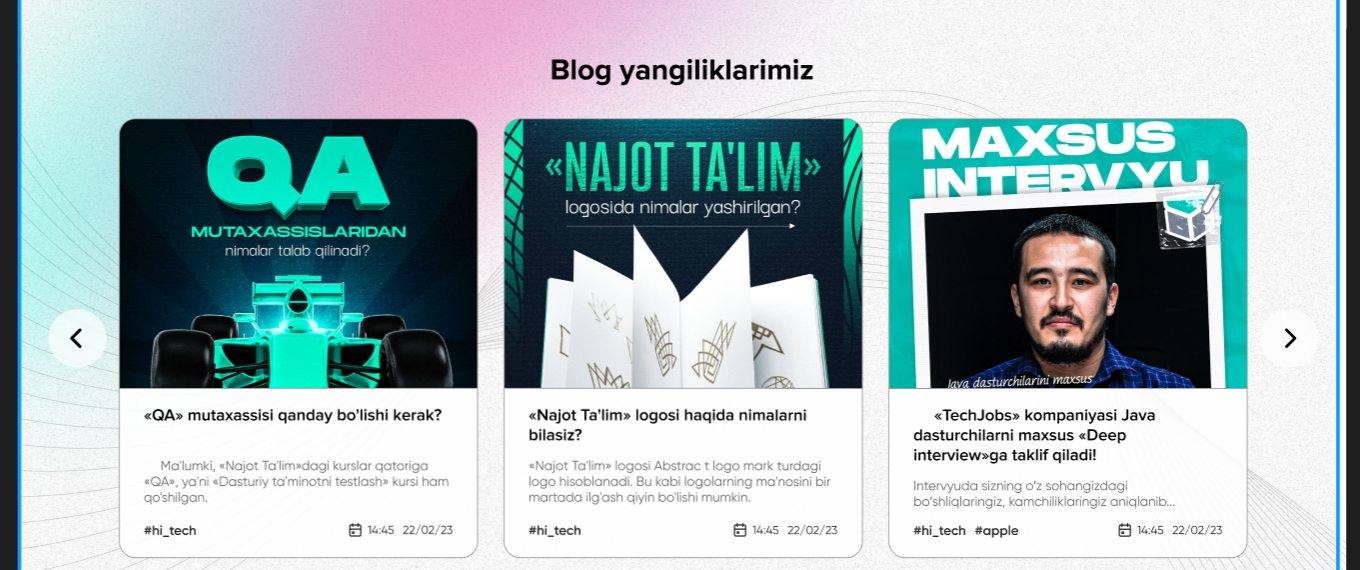 Blog yangiliklarimiz
QA
MUTAXASSISLARIDAN
nimalar talab qilinadi?
«QA» mutaxassisi qanday bo'lishi kerak?
Ma'lumki, «Najot Ta'lim»dagi kurslar qatoriga
«QA», ya'ni «Dasturiy ta'minotni testlash» kursi ham
qo'shilgan.
#hi_tech
14:45 22/02/23
«NAJOT TA'LIM»
logosida nimalar yashirilgan?
«Najot Ta'lim» logosi haqida nimalarni
bilasiz?
«Najot Ta'lim» logosi Abstrac t logo mark turdagi
logo hisoblanadi. Bu kabi logolarning ma'nosini bir
martada ilg'ash qiyin bo'lishi mumkin.
#hi_tech
14:45 22/02/23
MAXSUS
INTERVYU
Java dasturchilarini maxsus
«TechJobs» kompaniyasi Java
dasturchilarni maxsus «Deep
interview»ga taklif qiladi!
Intervyuda sizning oʻz sohangizdagi
boʻshliqlaringiz, kamchiliklaringiz aniqlanib...
#hi_tech #apple
14:45 22/02/23